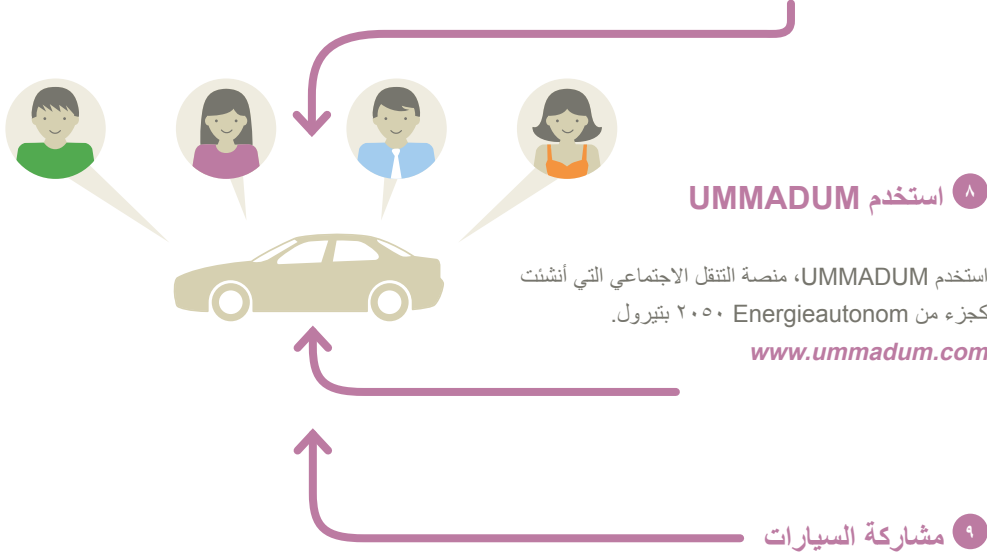 ٨ استخدم UMMADUM
استخدم UMMADUM، منصة التنقل الاجتماعي التي أنشئت
كجزء من Energieautonom ٢٠٥٠ بتيرول.
www.ummadum.com
٩ مشاركة السيارات